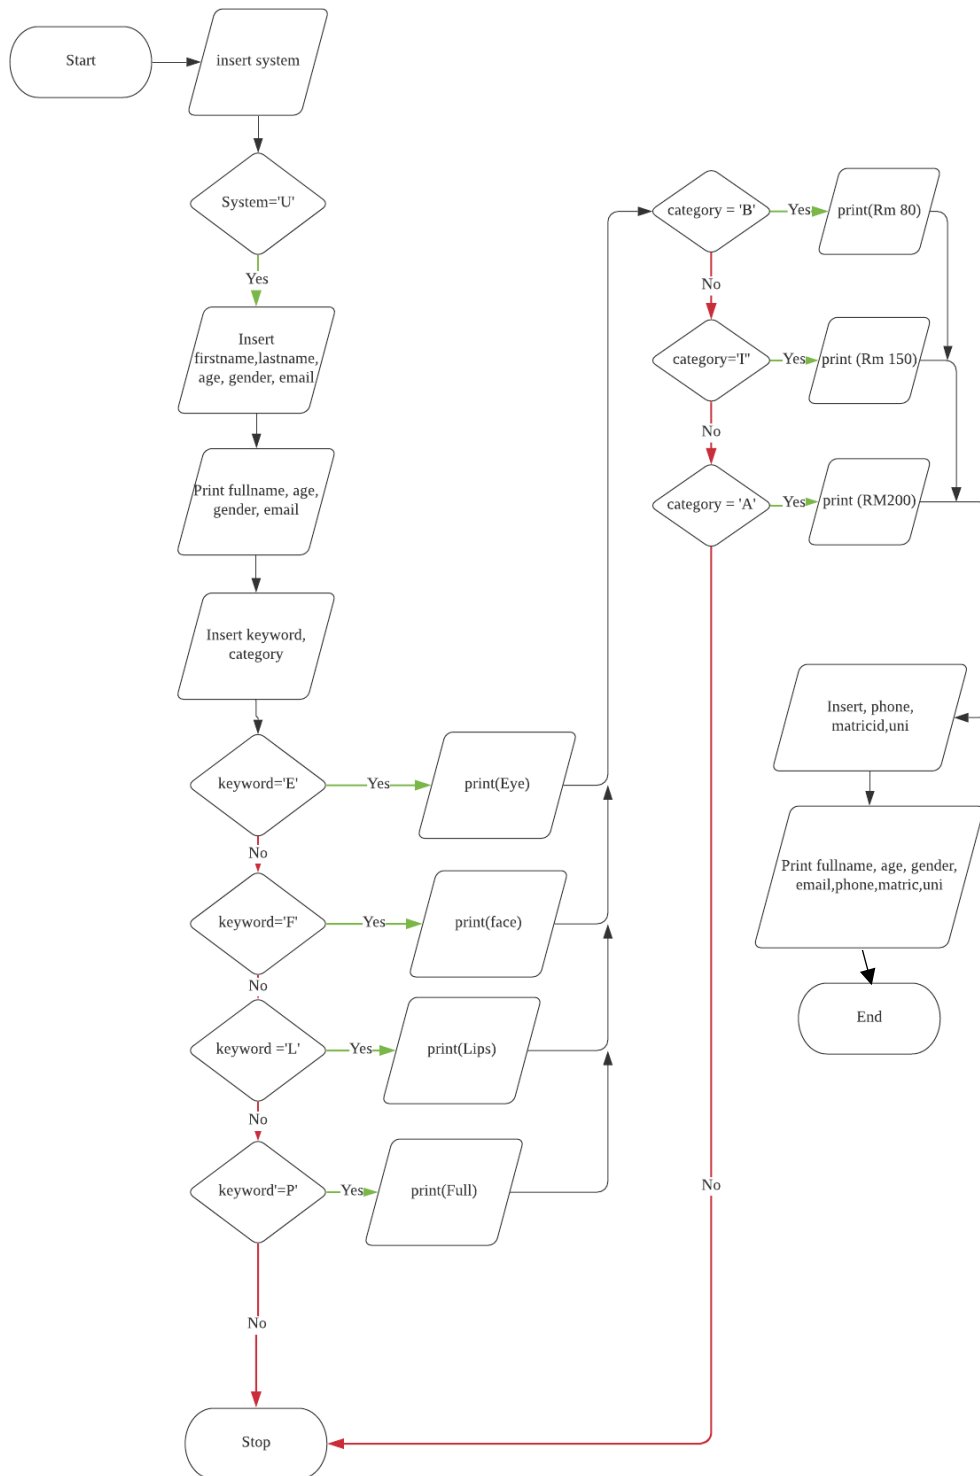 Start
insert system
System='U'
Yes
Insert
firstname,lastname,
age, gender, email
Print fullname, age,
gender, email
Insert keyword,
category
keyword='E'
Yes
print(Eye)
No
keyword='F'
Yes
print(face)
No
keyword ='L'
Yes
print(Lips)
No
keyword'=P'
Yes
print(Full)
No
Stop
category = 'B'
Yes
print(Rm 80)
No
category='I"
Yes
print (Rm 150)
No
category = 'A'
Yes
print (RM200)
No
Insert, phone,
matricid,uni
Print fullname, age, gender,
email,phone,matric,uni
End